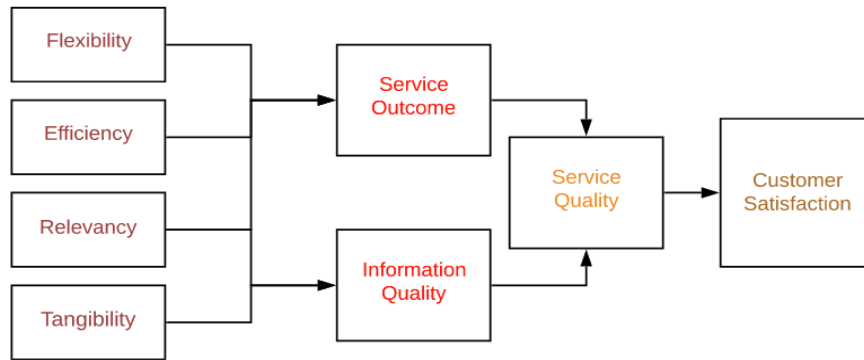 Flexibility
Efficiency
Relevancy
Tangibility
Service
Outcome
Information
Quality
Service
Quality
Customer
Satisfaction